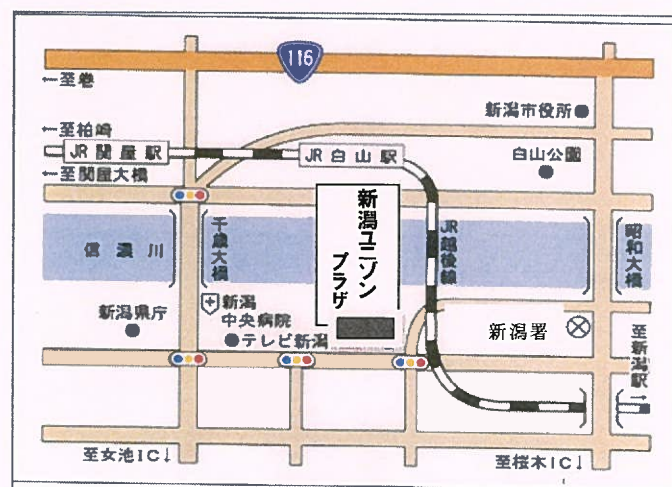 116
←至巻
新潟市役所
←至柏崎
JR関屋駅
JR白山駅
白山公園
←至関屋大橋
信濃川
千歳大橋
新潟ユニゾン
プラザ
JR越後線
昭和大橋
新潟県庁
新潟
中央病院
テレビ新潟
新潟署
至新潟駅→
至女池IC↓
至桜木IC↓